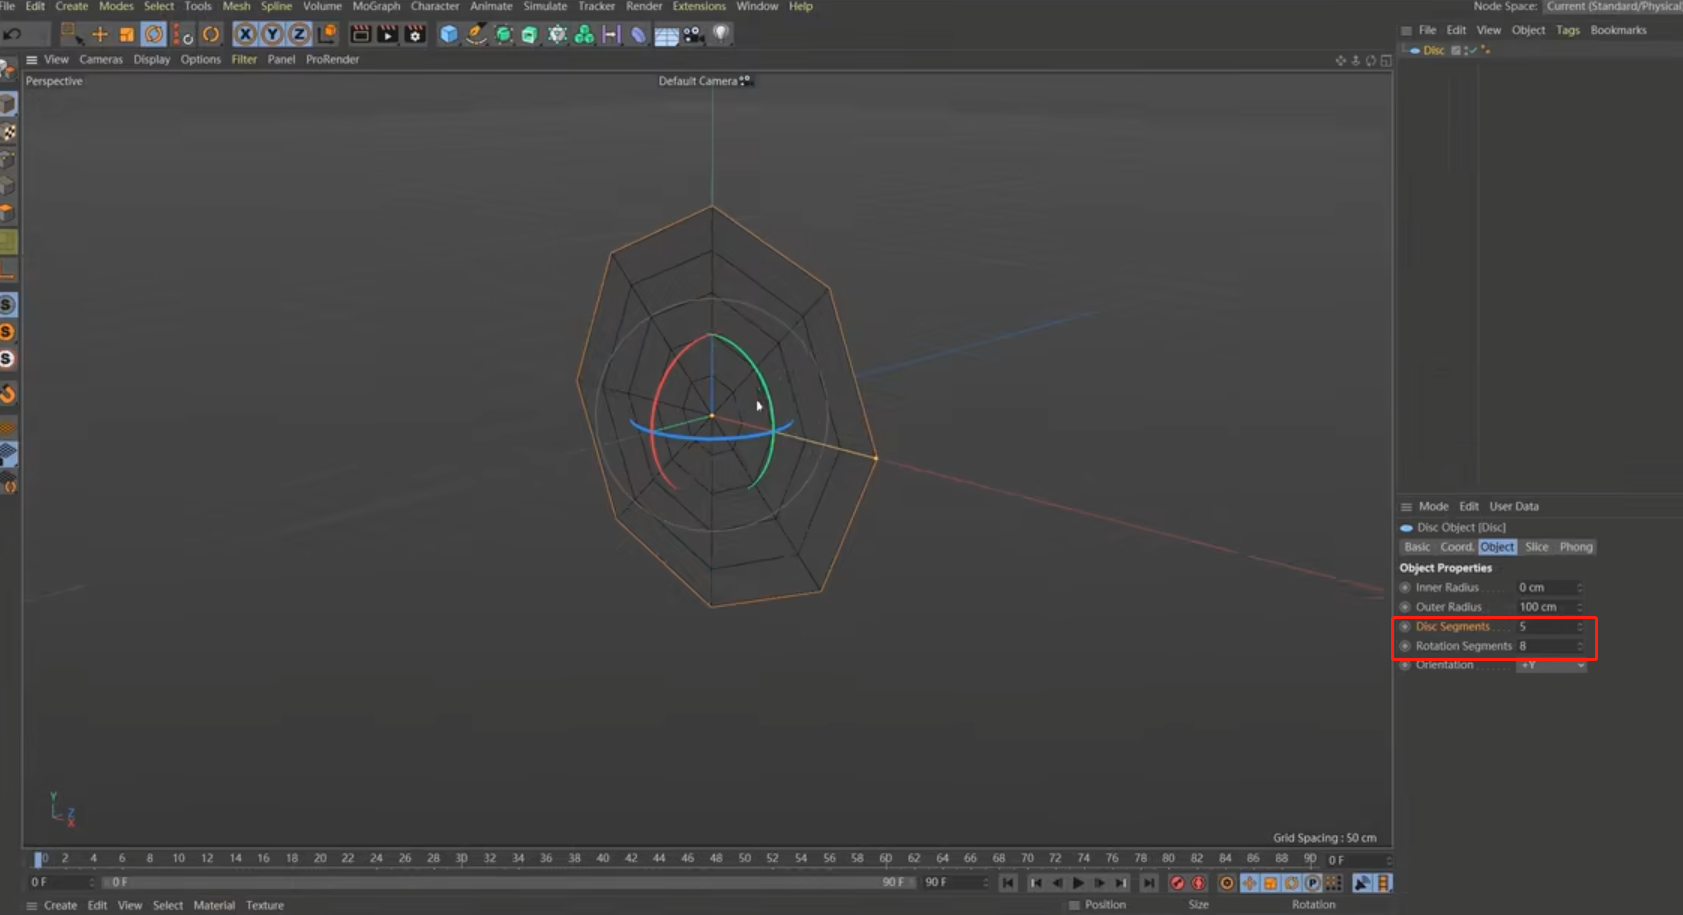 File Edit Create Modes Select Tools Mesh Spline Volume MoGraph Character Animate Simulate Tracker Render Extensions Window Help
Node Space: Current (Standard/Physical
X Y Z
View Cameras Display Options Filter Panel ProRender
Perspective
Default Camera
S
S
S
Y
Z
X
Grid Spacing : 50 cm
File Edit View Object Tags Bookmarks
Disc
Mode Edit User Data
Disc Object [Disc]
Basic Coord. Object Slice Phong
Object Properties
Inner Radius 0 cm
Outer Radius 100 cm
Disc Segments 5
Rotation Segments 8
Orientation +Y
0 2 4 6 8 10 12 14 16 18 20 22 24 26 28 30 32 34 36 38 40 42 44 46 48 50 52 54 56 58 60 62 64 66 68 70 72 74 76 78 80 82 84 86 88 90 0 F
0 F 0 F 90 F 90 F P
Create Edit View Select Material Texture
Position Size Rotation